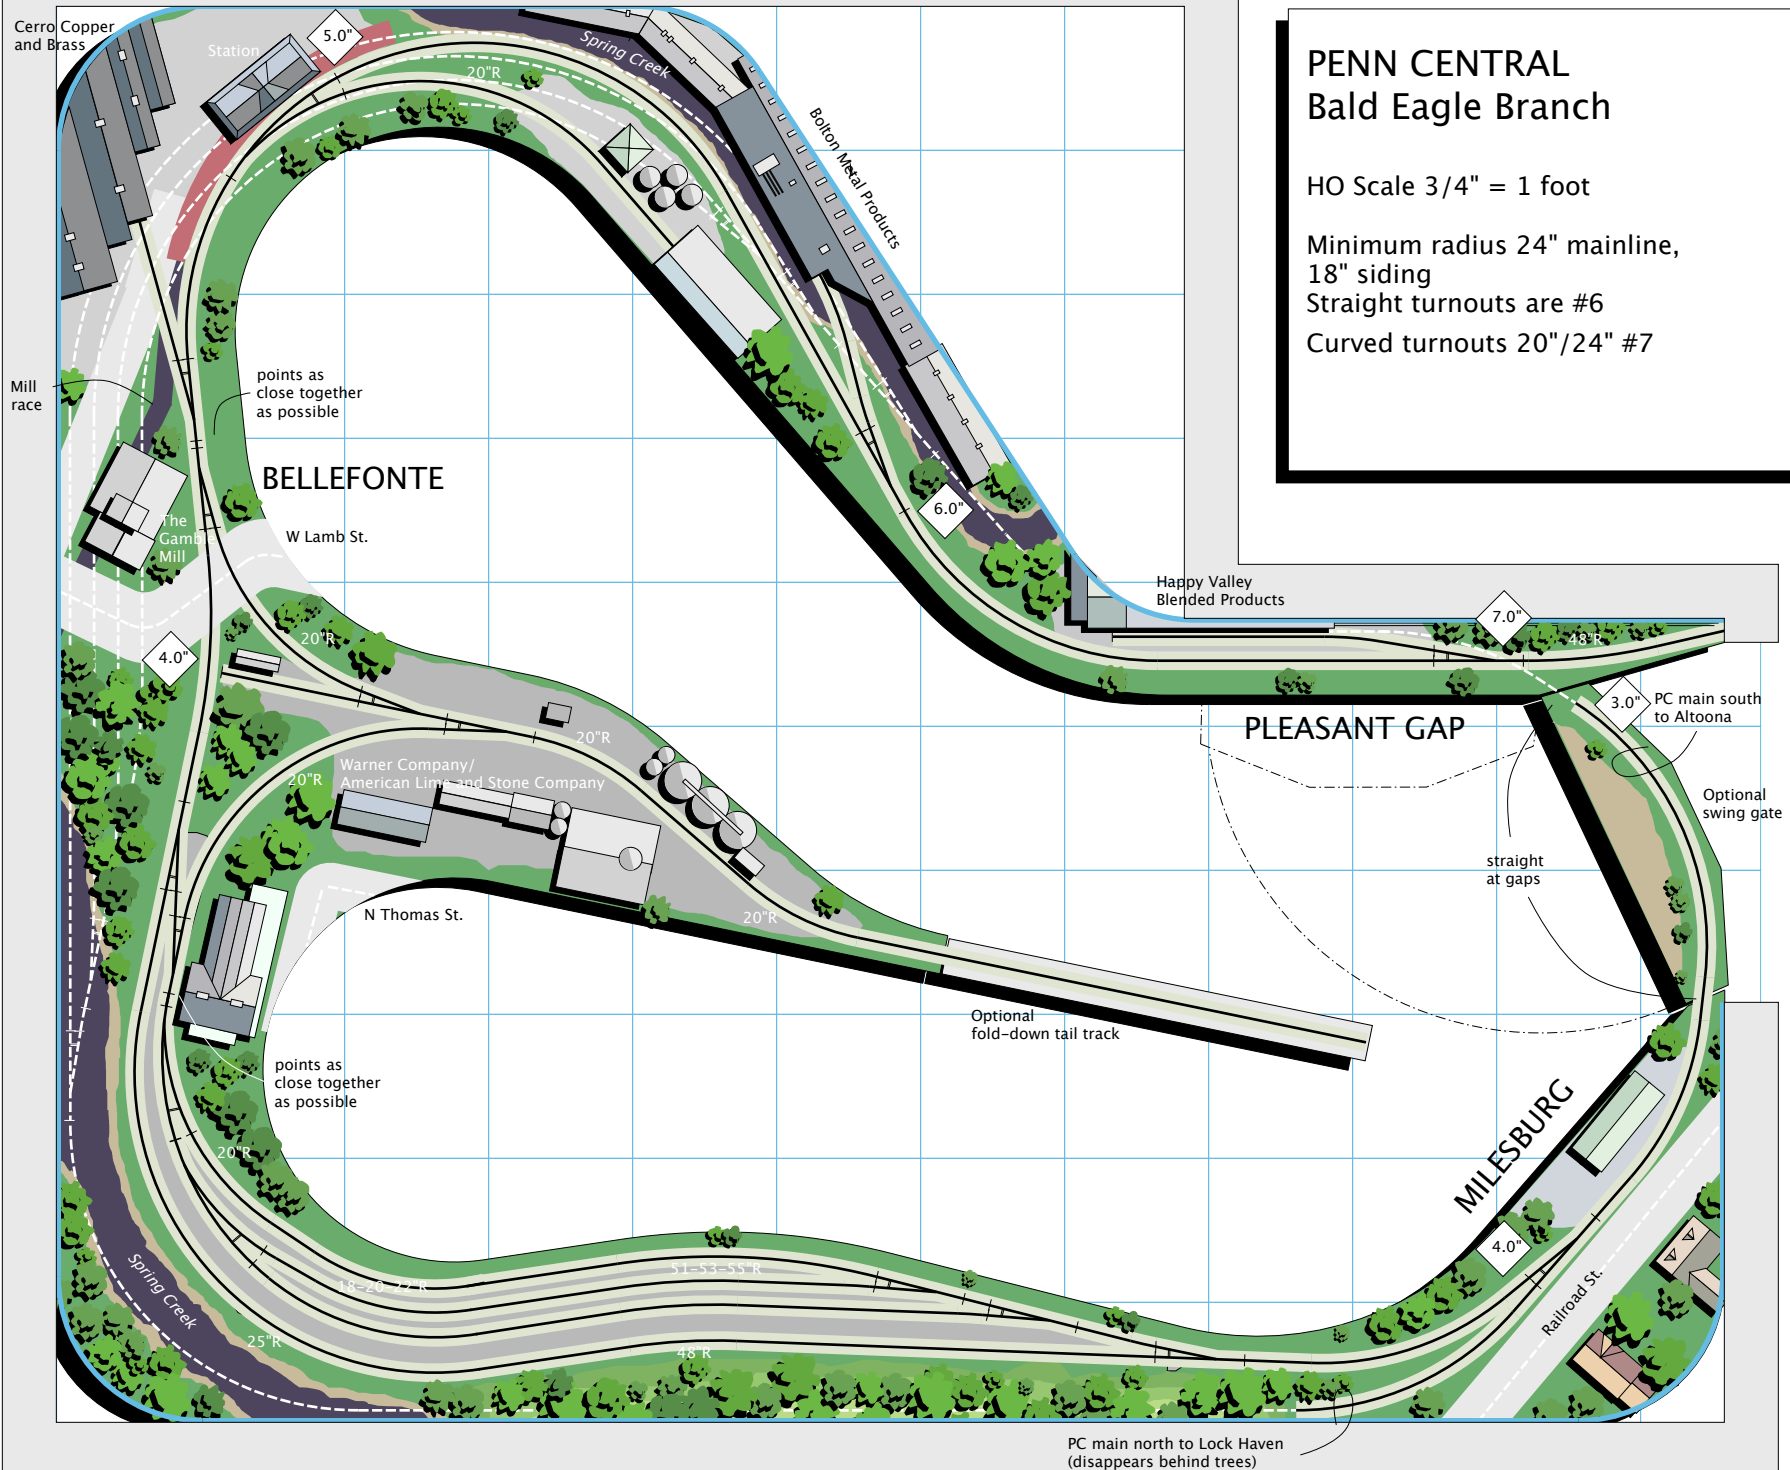 Cerro Copper
and Brass
Station
5.0"
20"R
Spring Creek
Bolton Metal Products
PENN CENTRAL
Bald Eagle Branch
HO Scale 3/4" = 1 foot
Minimum radius 24" mainline,
18" siding
Straight turnouts are #6
Curved turnouts 20"/24" #7
Mill
race
points as
close together
as possible
BELLEFONTE
The
Gamble
Mill
W Lamb St.
6.0"
Happy Valley
Blended Products
7.0"
48"R
20"R
4.0"
3.0"
PC main south
to Altoona
PLEASANT GAP
20"R
Warner Company/
American Lime and Stone Company
20"R
Optional
swing gate
straight
at gaps
N Thomas St.
20"R
Optional
fold-down tail track
points as
close together
as possible
20"R
MILESBURG
4.0"
Spring Creek
18-20-22"R
51-53-55"R
25"R
48"R
Railroad St.
PC main north to Lock Haven
(disappears behind trees)